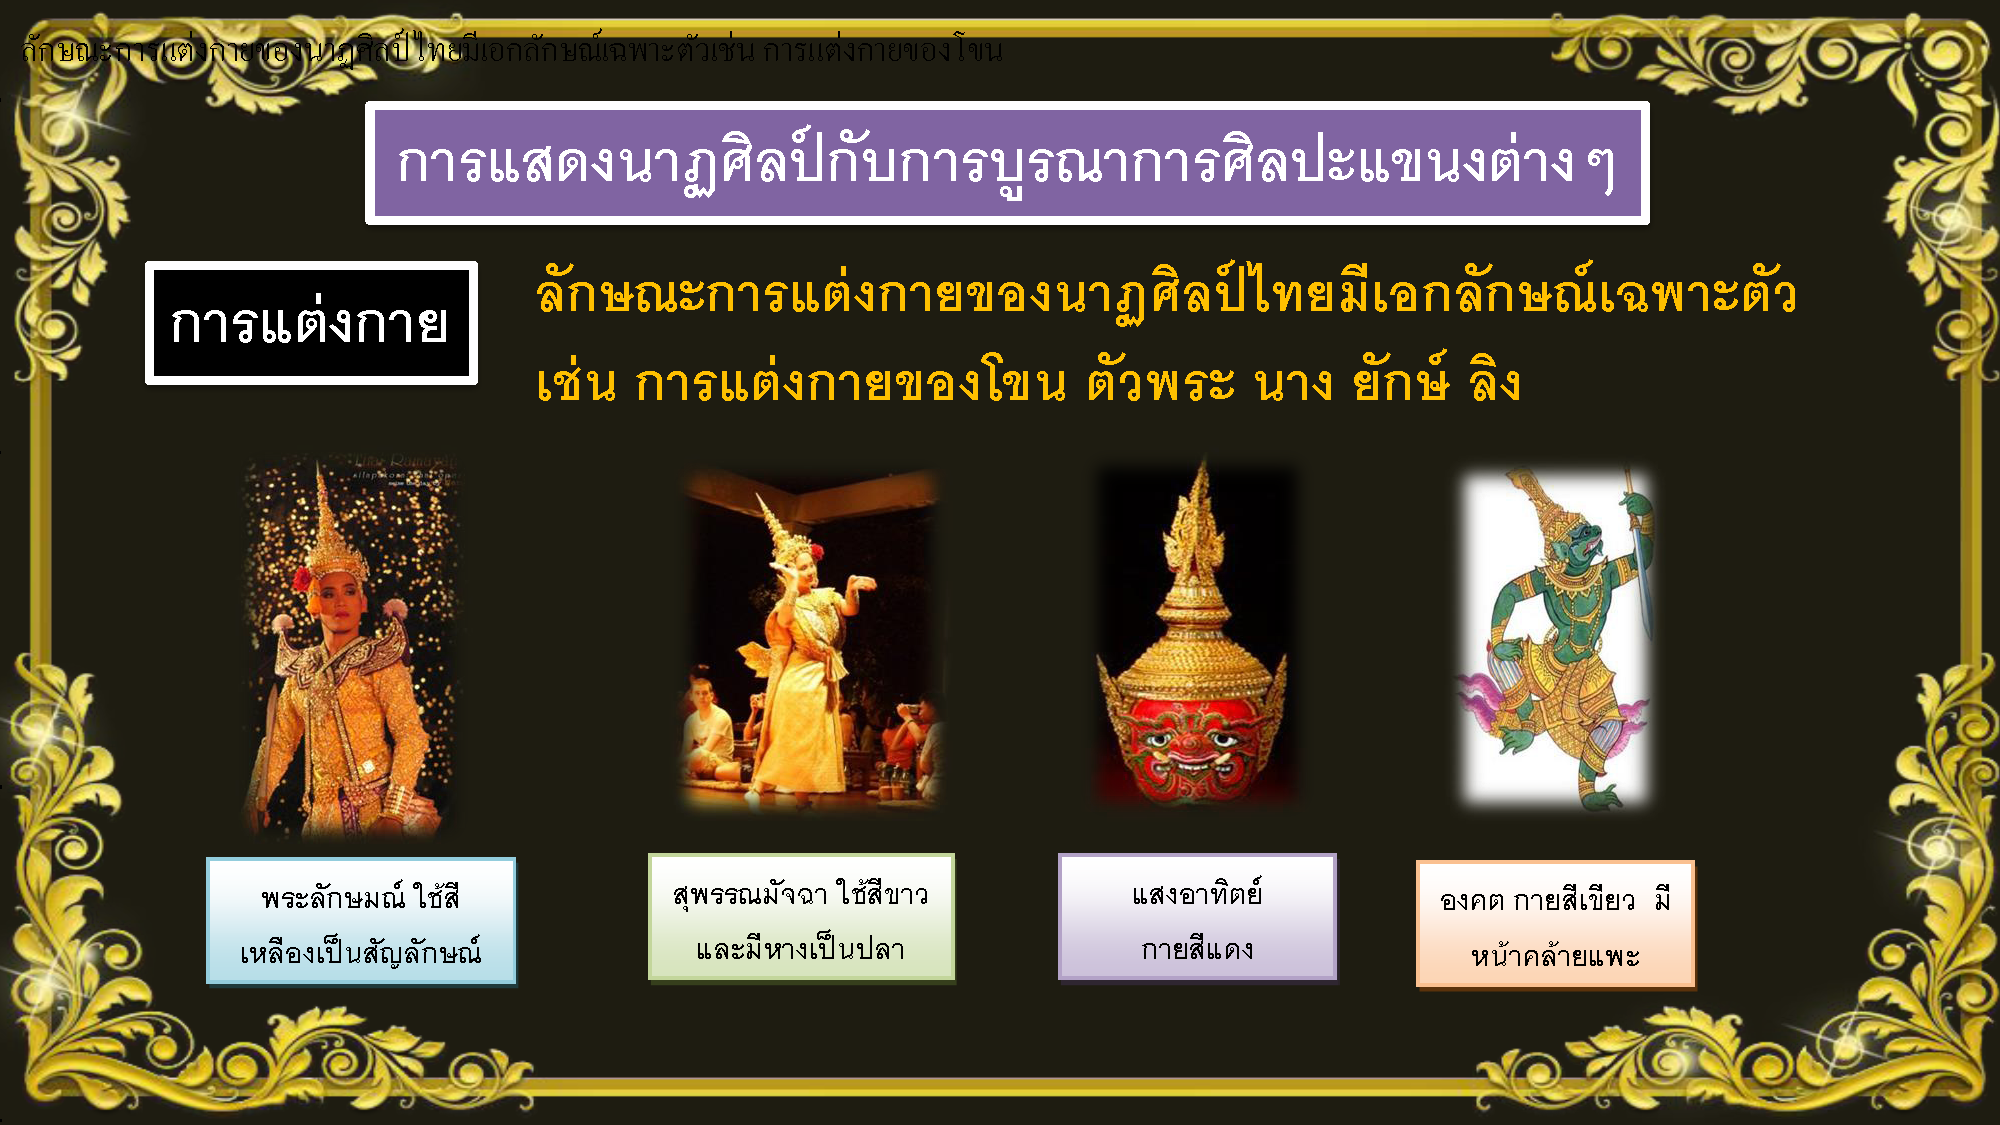 ลักษณะการแต่งกายของนาฏศิลป์ไทยมีเอกลักษณ์เฉพาะตัวเช่น การแต่งกายของโขน
การแสดงนาฏศิลป์กับการบูรณาการศิลปะแขนงต่าง ๆ
การแต่งกาย
ลักษณะการแต่งกายของนาฏศิลป์ไทยมีเอกลักษณ์เฉพาะตัว
เช่น การแต่งกายของโขน ตัวพระ นาง ยักษ์ ลิง
พระลักษมณ์ ใช้สี
เหลืองเป็นสัญลักษณ์
สุพรรณมัจฉา ใช้สีขาว
และมีหางเป็นปลา
แสงอาทิตย์
กายสีแดง
องคต กายสีเขียว มี
หน้าคล้ายแพะ